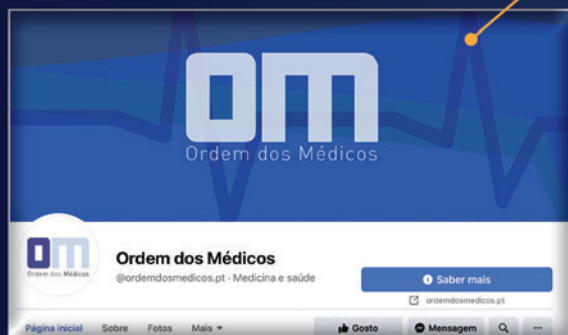 om
Ordem dos Médicos
om
Ordem dos Médicos
Ordem dos Médicos
@ordemdosmedicos.pt - Medicina e saúde
Saber mais
ordemdosmedicos.pt
Página inicial Sobre Fotos Mais Gosto Mensagem